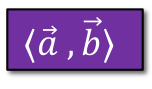 ⟨a⃗ , b⃗⟩